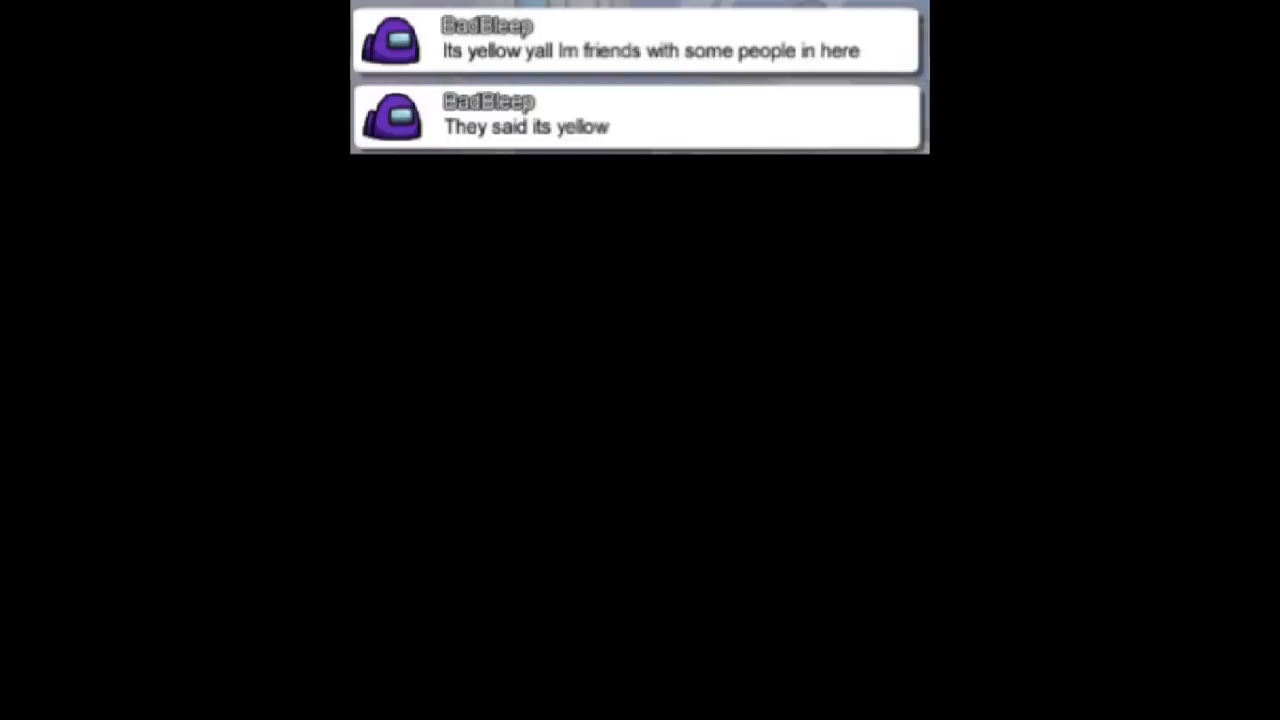 BadBleep
Its yellow yall Im friends with some people in here
BadBleep
They said its yellow